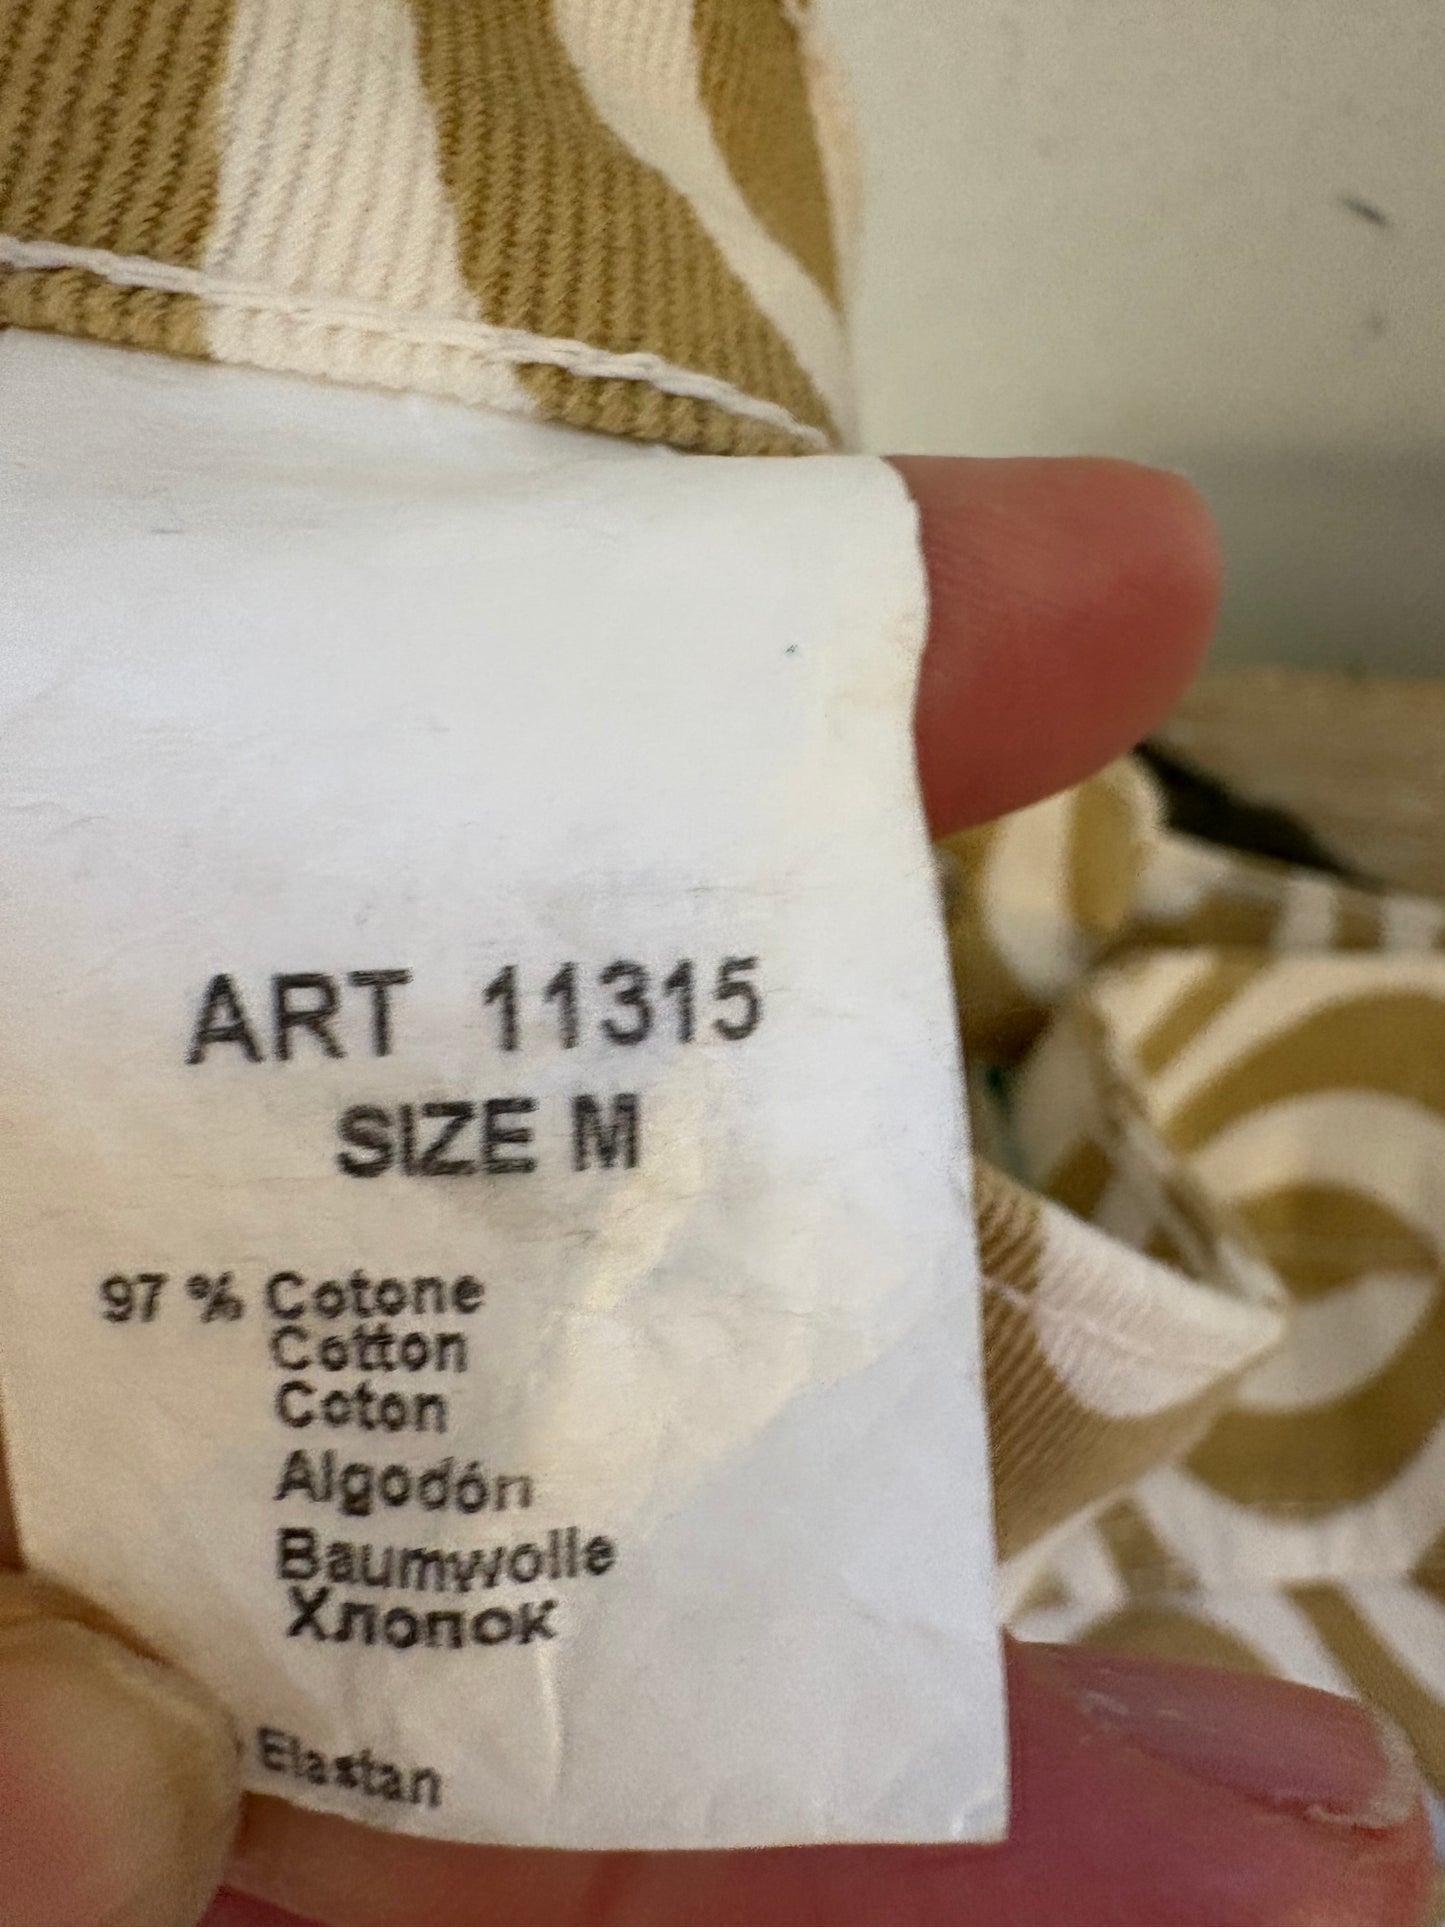 ART 11315
SIZE M
97 % Cotone
Cotton
Coton
Algodón
Baumwolle
Хлопок
Elastan